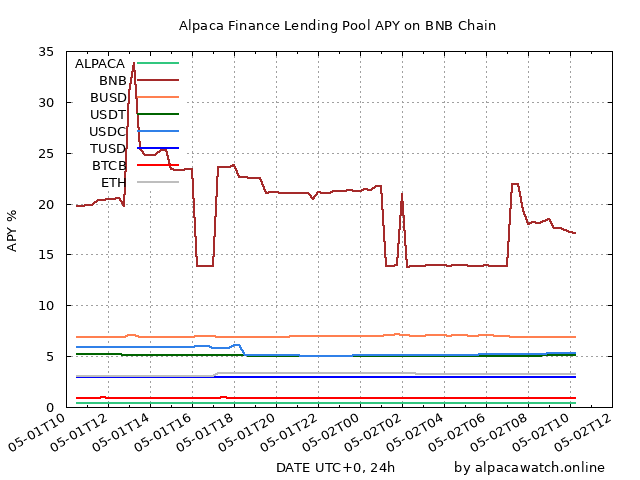 Alpaca Finance Lending Pool APY on BNB Chain
35
30
25
20
15
10
5
0
APY %
ALPACA
BNB
BUSD
USDT
USDC
TUSD
BTCB
ETH
05-01T10
05-01T12
05-01T14
05-01T16
05-01T18
05-01T20
05-01T22
05-02T00
05-02T02
05-02T04
05-02T06
05-02T08
05-02T10
05-02T12
DATE UTC+0, 24h
by alpacawatch.online